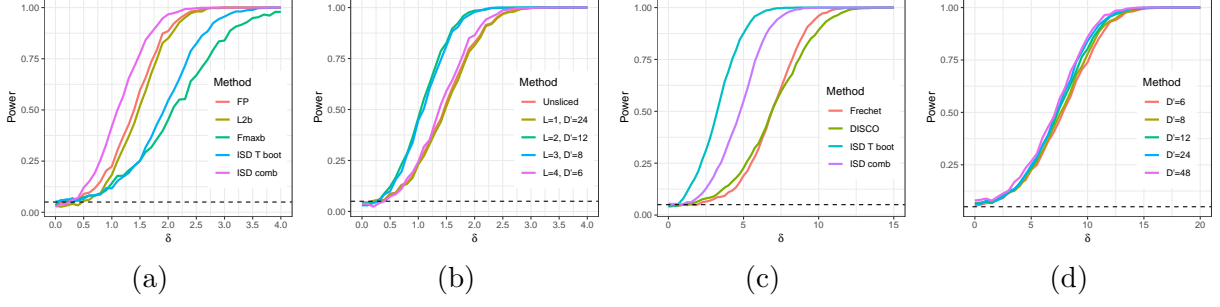 1.00
0.75
0.50
0.25
0.00
Power
Method
FP
L2b
Fmaxb
ISD T boot
ISD comb
0.0 0.5 1.0 1.5 2.0 2.5 3.0 3.5 4.0
δ
(a)
1.00
0.75
0.50
0.25
0.00
Power
Method
Unsliced
L=1, D'=24
L=2, D'=12
L=3, D'=8
L=4, D'=6
0.0 0.5 1.0 1.5 2.0 2.5 3.0 3.5 4.0
δ
(b)
1.00
0.75
0.50
0.25
0.00
Power
Method
Frechet
DISCO
ISD T boot
ISD comb
0 5 10 15
δ
(c)
1.00
0.75
0.50
0.25
Power
Method
D'=6
D'=8
D'=12
D'=24
D'=48
0 5 10 15 20
δ
(d)